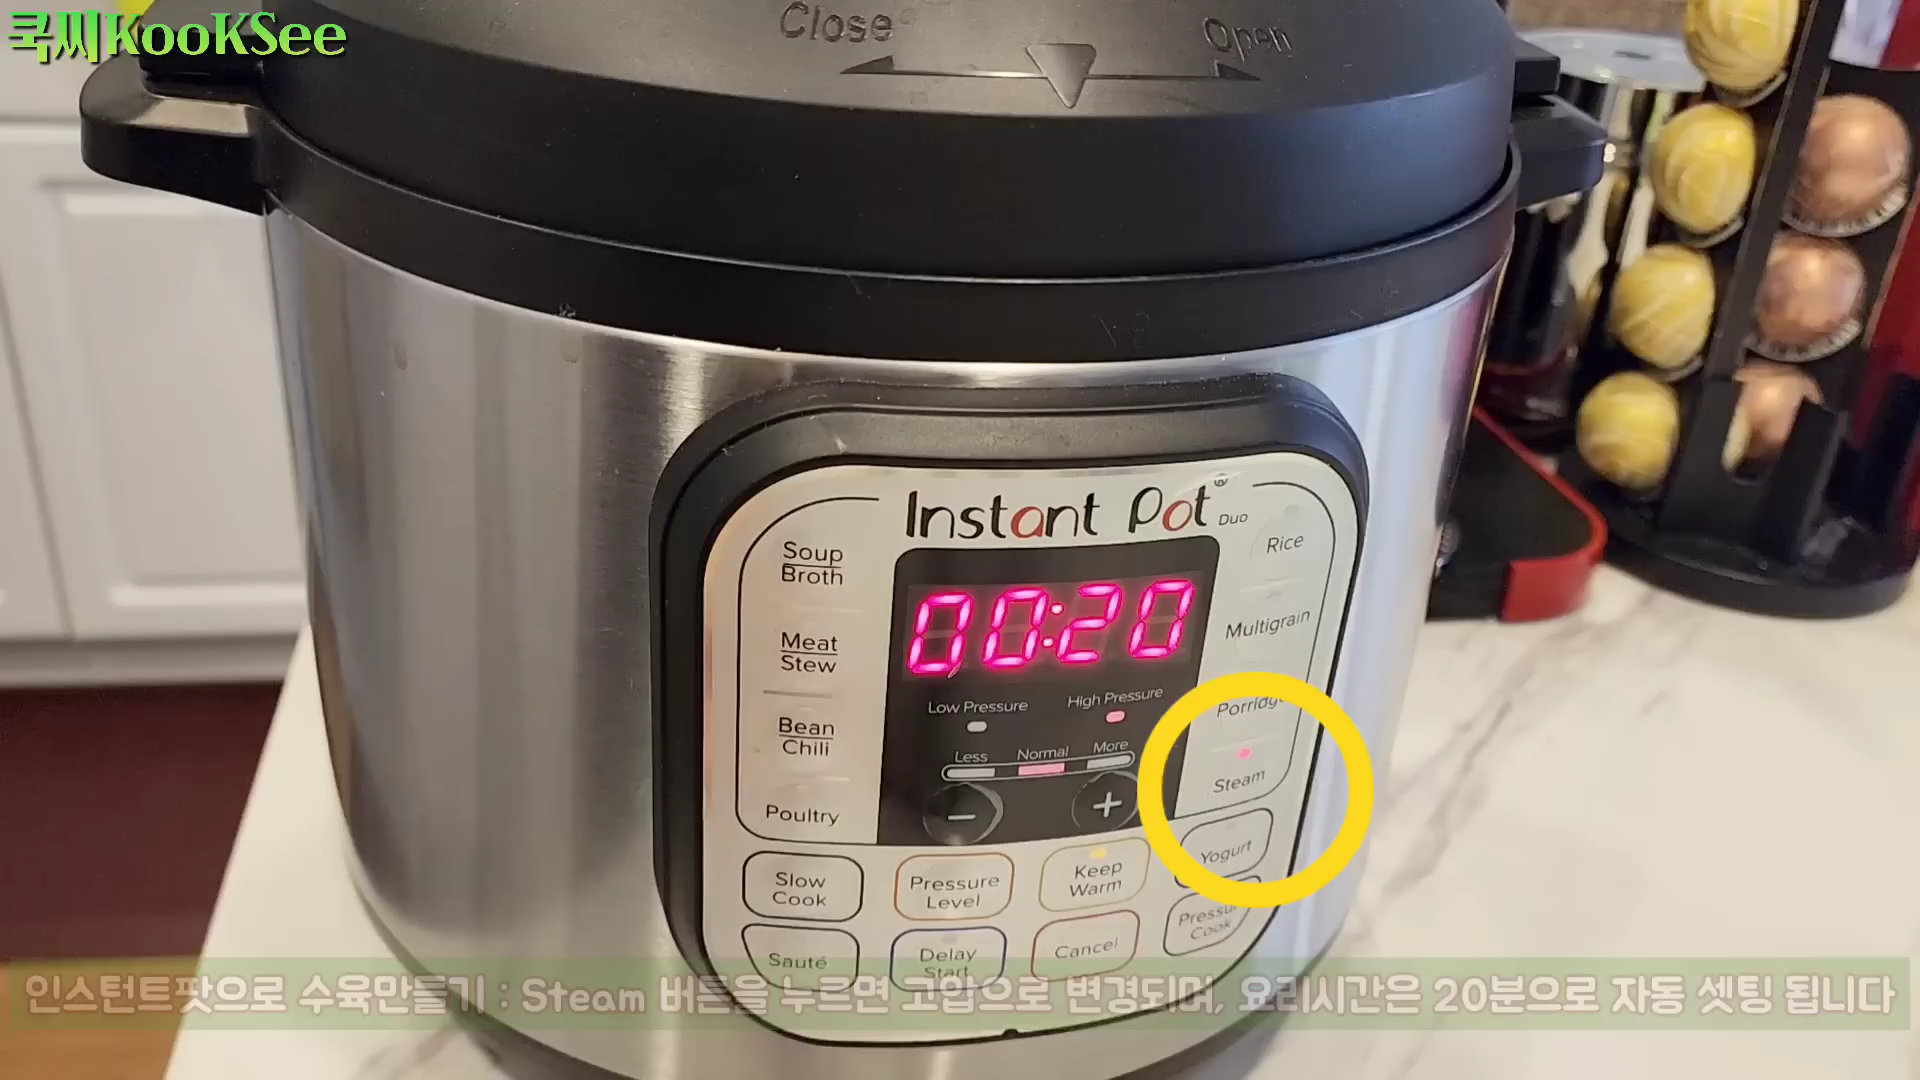 쿡씨KooKSee
Close
Open
Instant Pot® Duo
Soup
Broth
Meat
Stew
Bean
Chili
Poultry
00:20
Low Pressure
High Pressure
Less
Normal
More
−
+
Rice
Multigrain
Porridge
Steam
Yogurt
Slow
Cook
Pressure
Level
Keep
Warm
Pressure
Cook
Sauté
Delay
Start
Cancel
인스턴트팟으로 수육만들기 : Steam 버튼을 누르면 고압으로 변경되며, 요리시간은 20분으로 자동 셋팅 됩니다